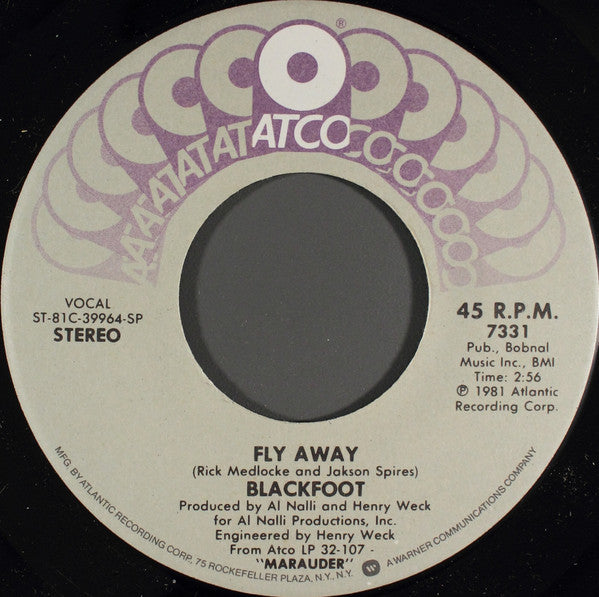 ®
ATCO
VOCAL
ST-81C-39964-SP
STEREO
45 R.P.M.
7331
Pub., Bobnal
Music Inc., BMI
Time: 2:56
℗ 1981 Atlantic
Recording Corp.
FLY AWAY
(Rick Medlocke and Jakson Spires)
BLACKFOOT
Produced by Al Nalli and Henry Weck
for Al Nalli Productions, Inc.
Engineered by Henry Weck
From Atco LP 32-107 -
"MARAUDER"
MFG. BY ATLANTIC RECORDING CORP., 75 ROCKEFELLER PLAZA, N.Y., N.Y. W A WARNER COMMUNICATIONS COMPANY